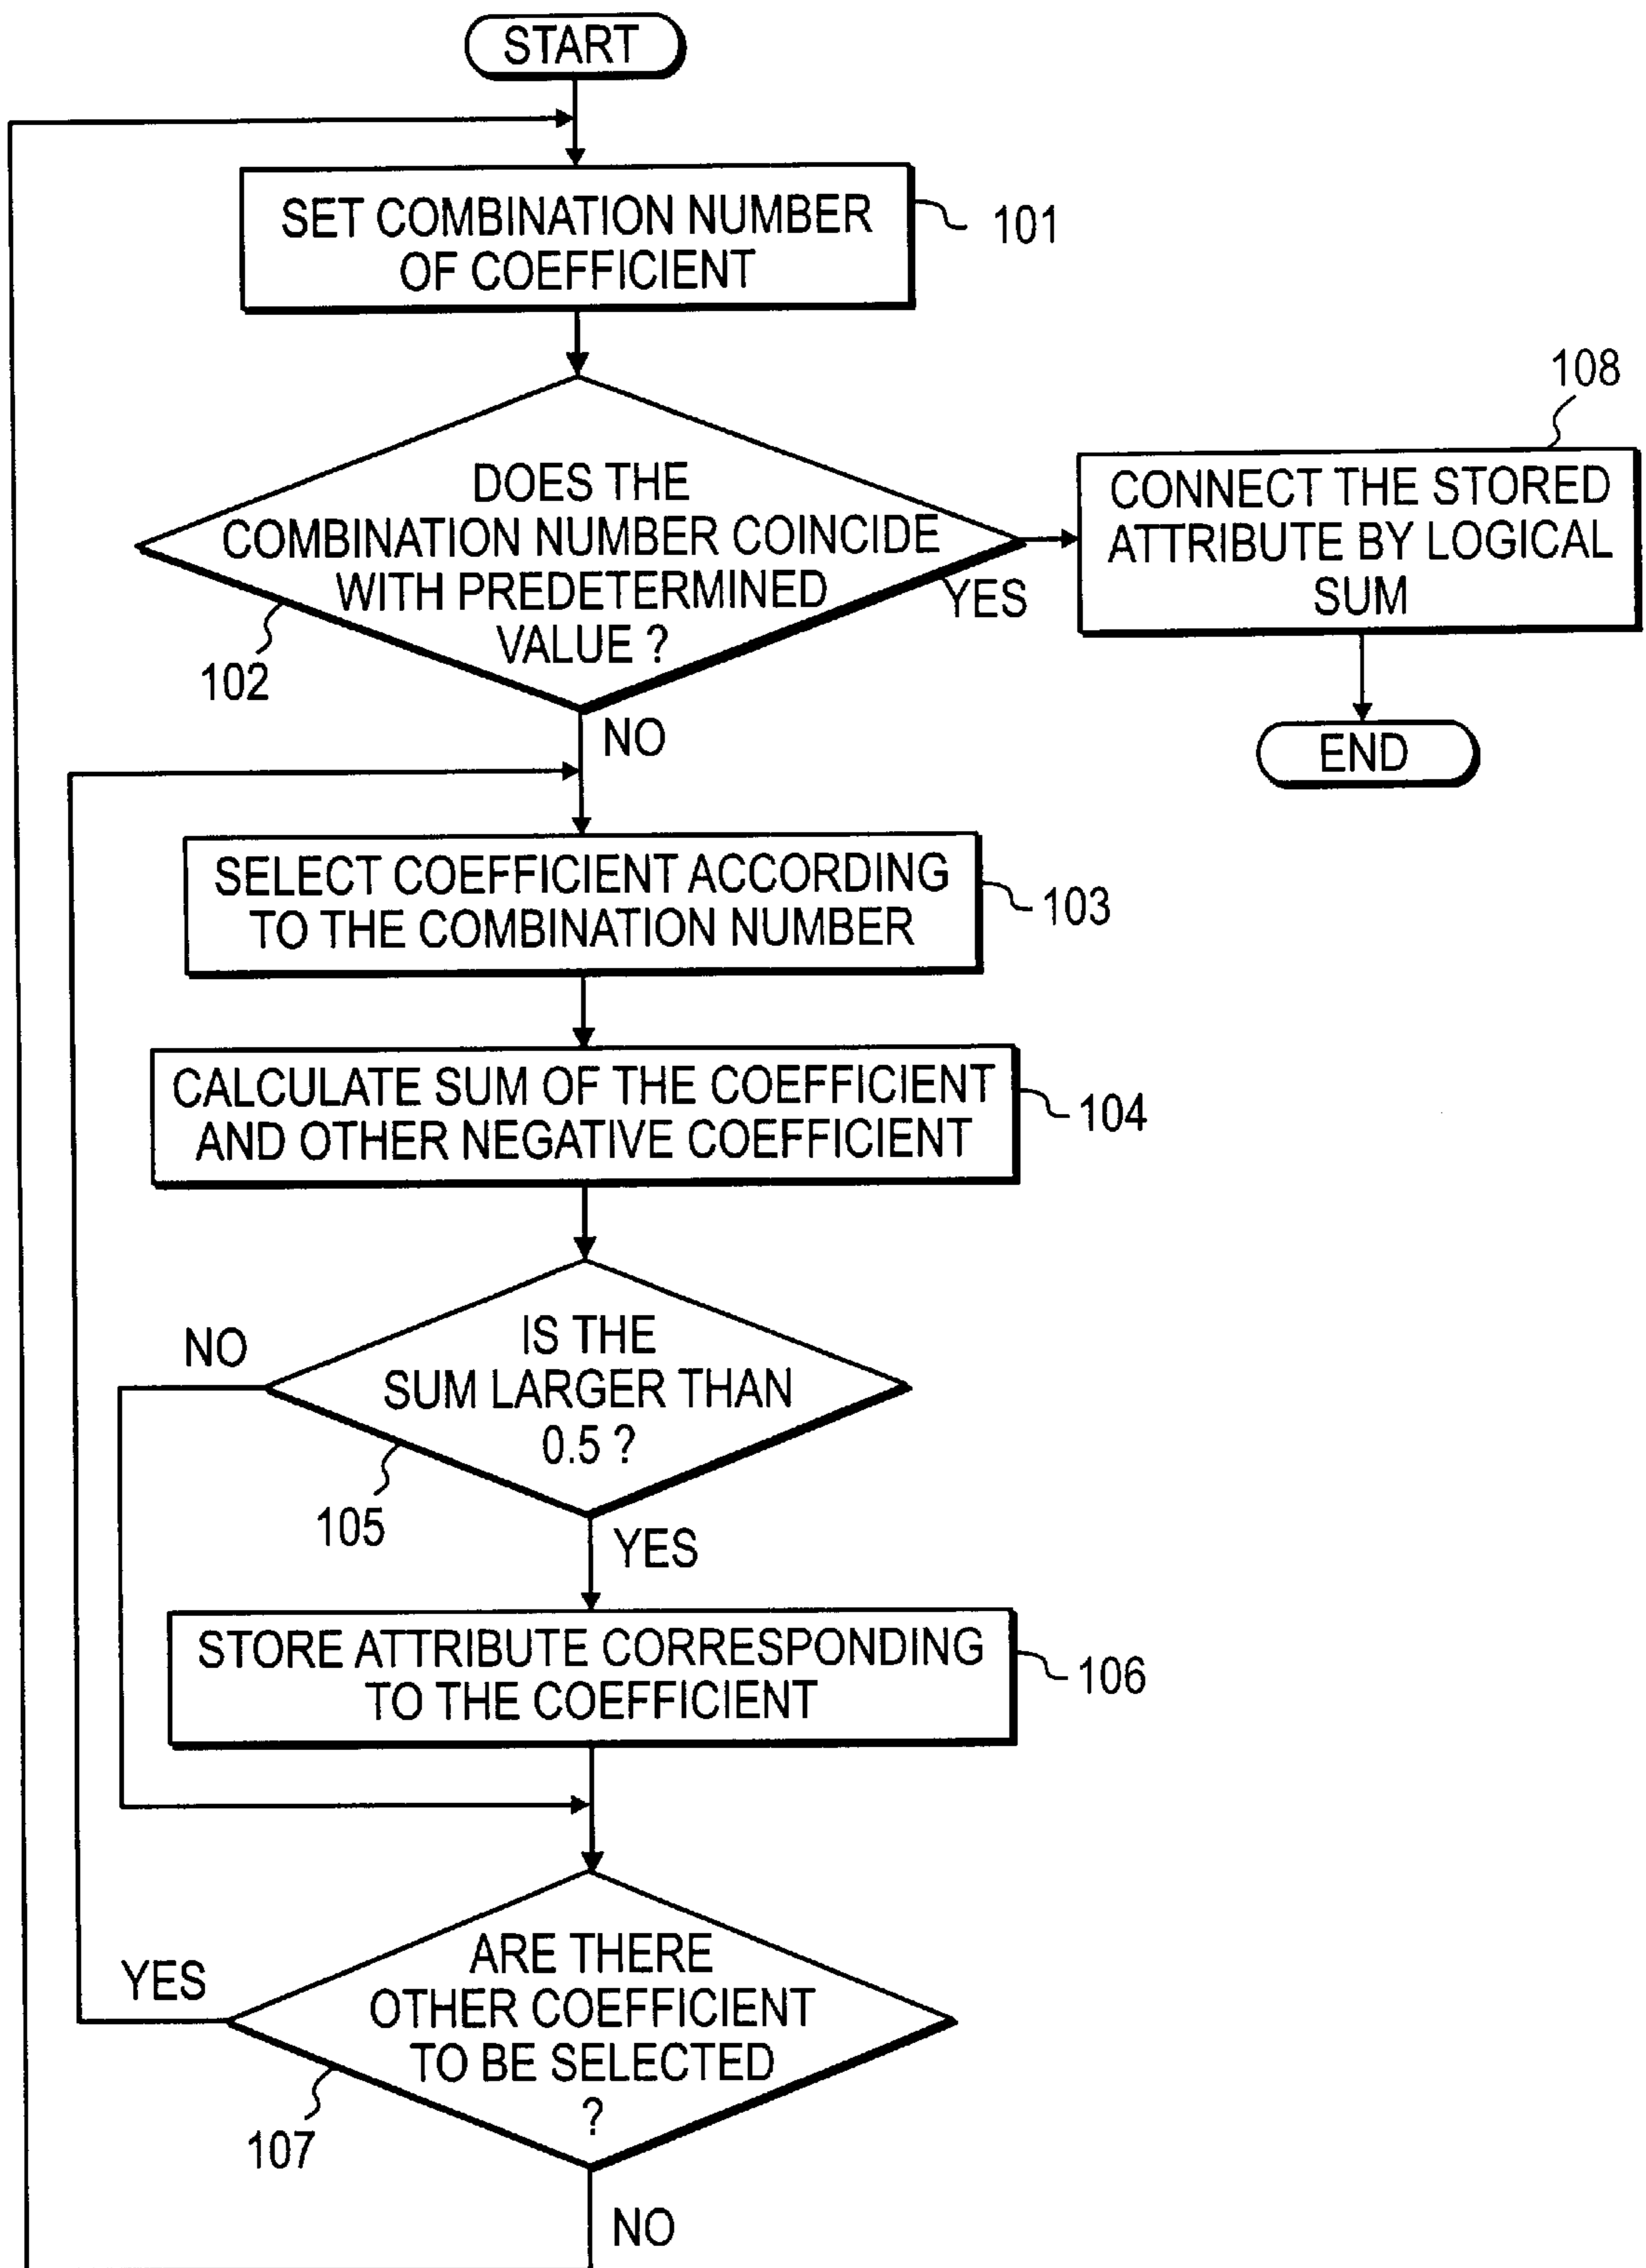 START
SET COMBINATION NUMBER
OF COEFFICIENT
101
DOES THE
COMBINATION NUMBER COINCIDE
WITH PREDETERMINED
VALUE ?
102
YES
108
CONNECT THE STORED
ATTRIBUTE BY LOGICAL
SUM
END
NO
SELECT COEFFICIENT ACCORDING
TO THE COMBINATION NUMBER
103
CALCULATE SUM OF THE COEFFICIENT
AND OTHER NEGATIVE COEFFICIENT
104
NO
IS THE
SUM LARGER THAN
0.5 ?
105
YES
STORE ATTRIBUTE CORRESPONDING
TO THE COEFFICIENT
106
YES
ARE THERE
OTHER COEFFICIENT
TO BE SELECTED
?
107
NO